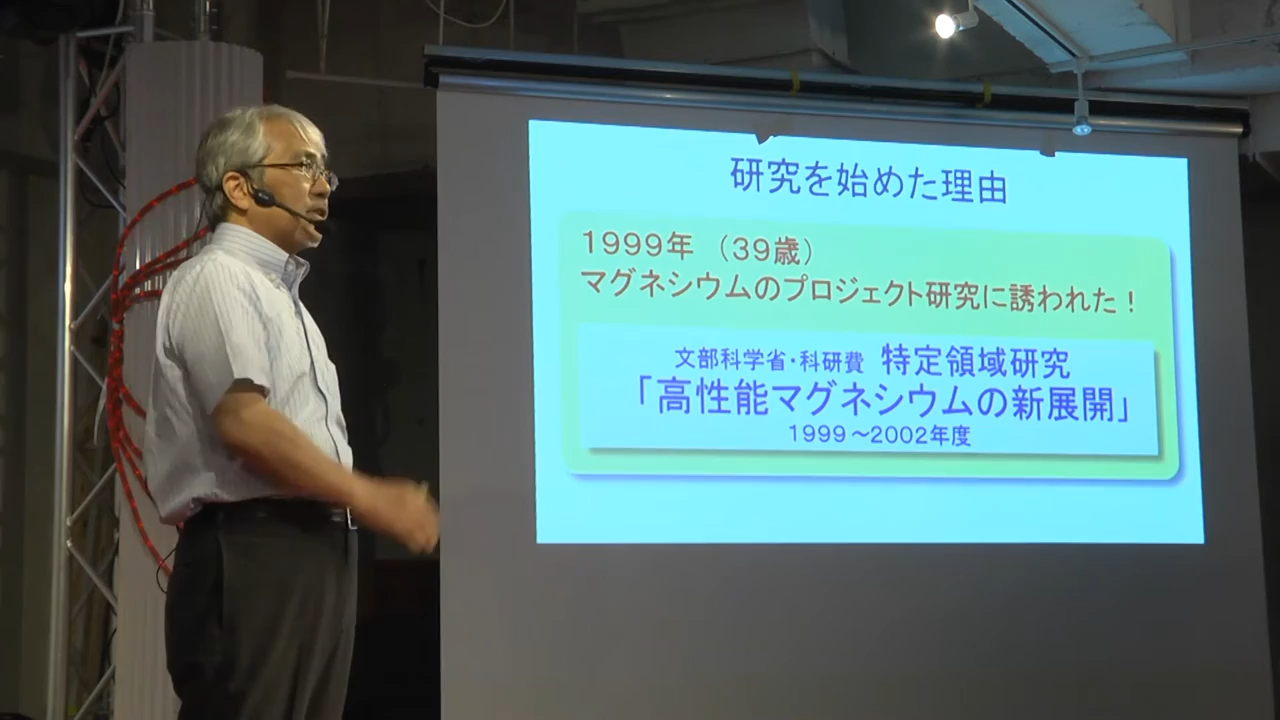 研究を始めた理由
1999年 （39歳）
マグネシウムのプロジェクト研究に誘われた！
文部科学省・科研費 特定領域研究
「高性能マグネシウムの新展開」
1999～2002年度